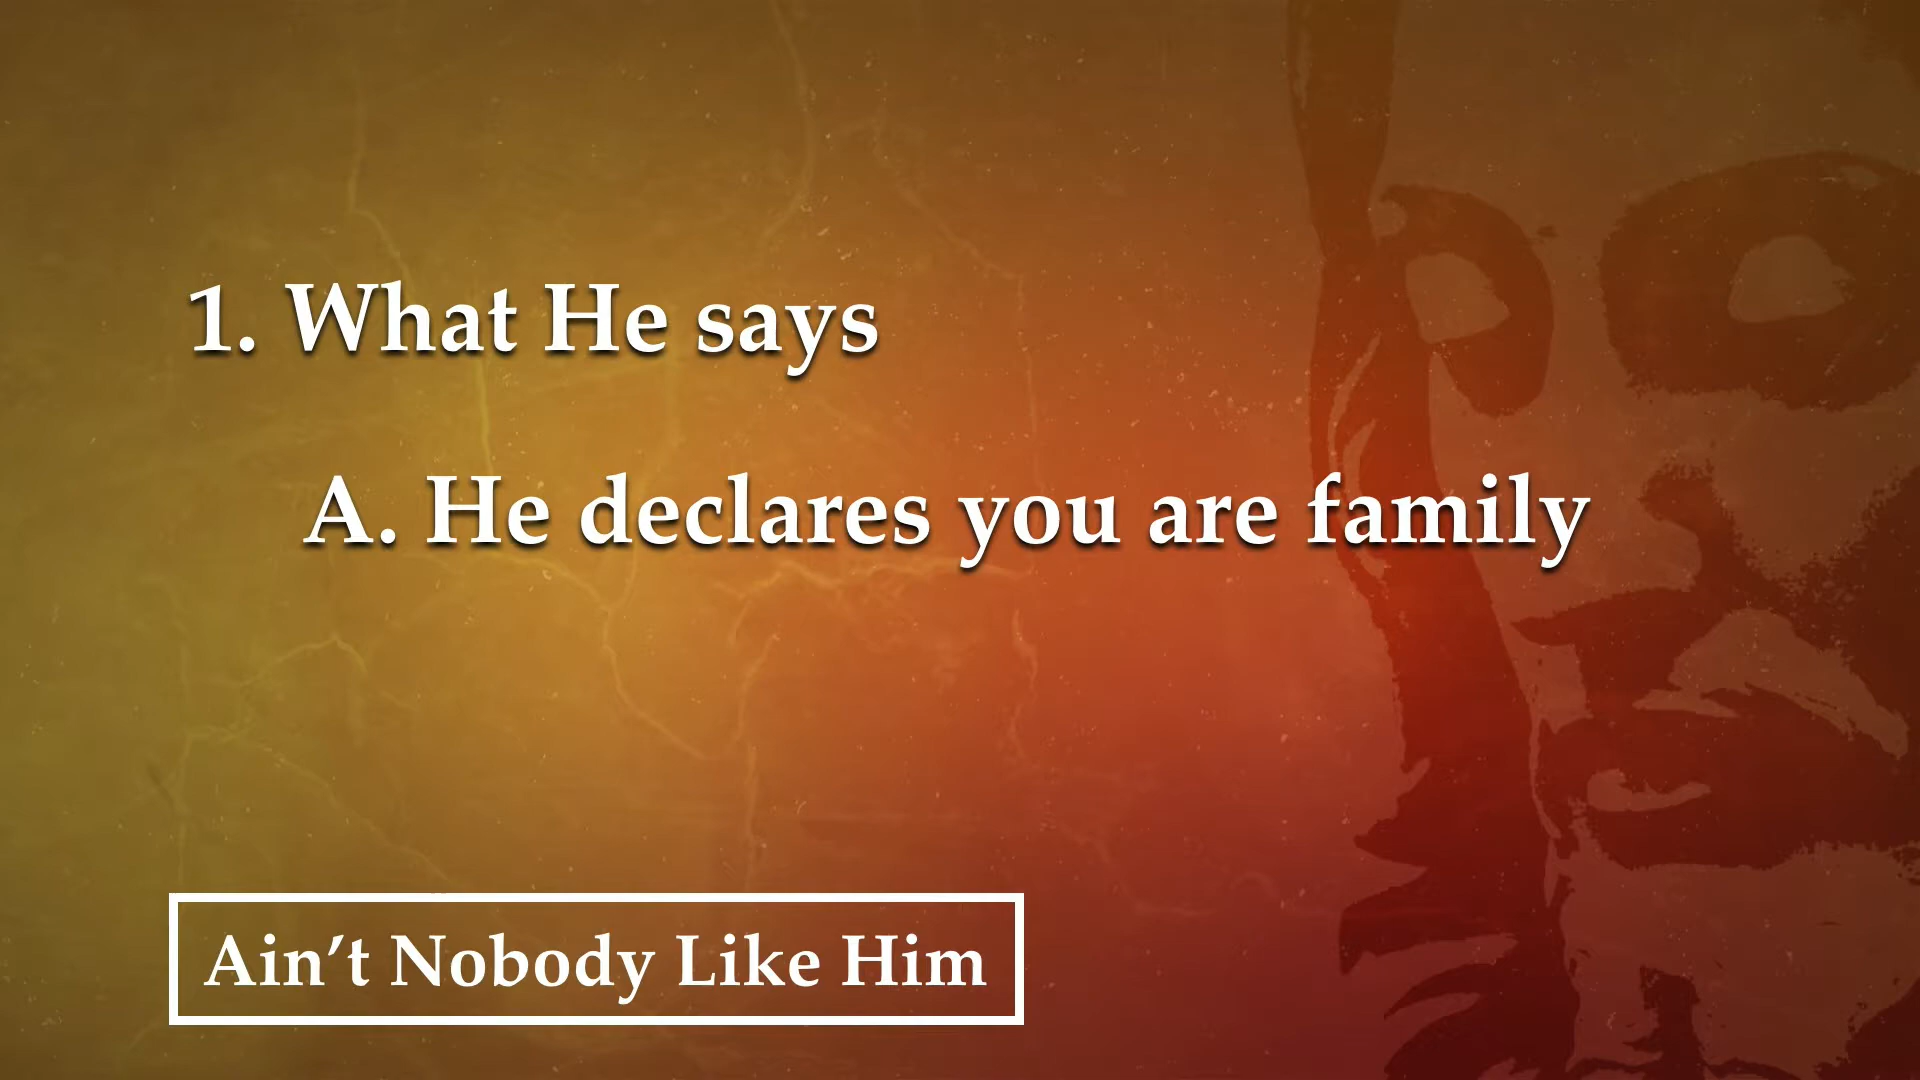 1. What He says
A. He declares you are family
Ain’t Nobody Like Him